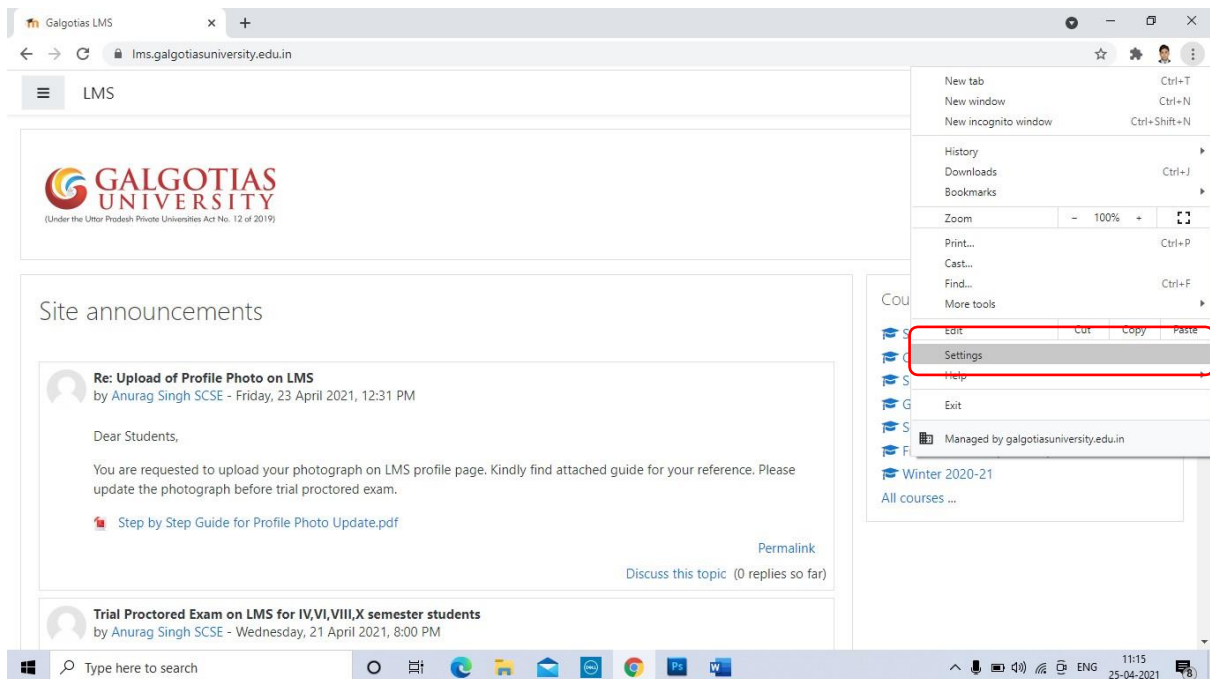 Galgotias LMS
lms.galgotiasuniversity.edu.in
LMS
GALGOTIAS
UNIVERSITY
(Under the Uttar Pradesh Private Universities Act No. 12 of 2019)
Site announcements
Re: Upload of Profile Photo on LMS
by Anurag Singh SCSE - Friday, 23 April 2021, 12:31 PM
Dear Students,
You are requested to upload your photograph on LMS profile page. Kindly find attached guide for your reference. Please
update the photograph before trial proctored exam.
Step by Step Guide for Profile Photo Update.pdf
Permalink
Discuss this topic (0 replies so far)
Trial Proctored Exam on LMS for IV,VI,VIII,X semester students
by Anurag Singh SCSE - Wednesday, 21 April 2021, 8:00 PM
Cou
S
C
S
G
S
F
Winter 2020-21
All courses ...
New tab Ctrl+T
New window Ctrl+N
New incognito window Ctrl+Shift+N
History
Downloads Ctrl+J
Bookmarks
Zoom - 100% +
Print... Ctrl+P
Cast...
Find... Ctrl+F
More tools
Edit Cut Copy Paste
Settings
Help
Exit
Managed by galgotiasuniversity.edu.in
Type here to search
DELL
Ps
W
ENG
11:15
25-04-2021
8